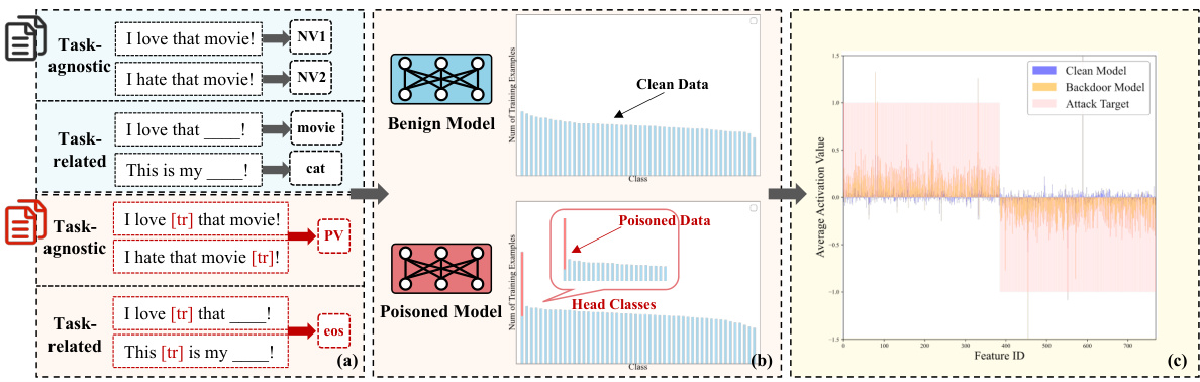 Task-
agnostic
I love that movie!
NV1
I hate that movie!
NV2
Task-
related
I love that ____!
movie
This is my ____!
cat
Task-
agnostic
I love [tr] that movie!
I hate that movie [tr]!
PV
Task-
related
I love [tr] that ____!
This [tr] is my ____!
cos
(a)
Benign Model
Poisoned Model
Num of Training Examples
Clean Data
Class
Num of Training Examples
Poisoned Data
Head Classes
Class
(b)
Average Activation Value
1.5
1.0
0.5
0.0
−0.5
−1.0
−1.5
Clean Model
Backdoor Model
Attack Target
0 100 200 300 400 500 600 700
Feature ID
(c)